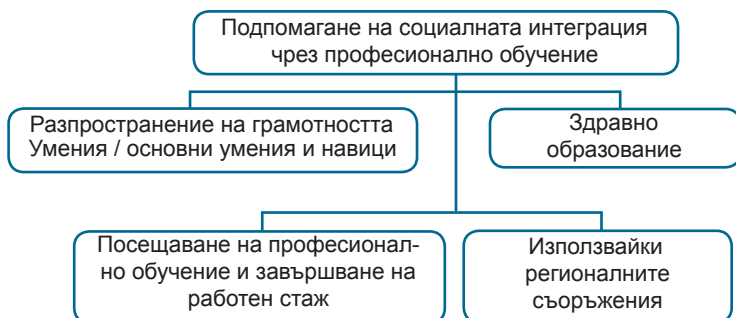 Подпомагане на социалната интеграция
чрез професионално обучение
Разпространение на грамотността
Умения / основни умения и навици
Здравно
образование
Посещаване на професионал-
но обучение и завършване на
работен стаж
Използвайки
регионалните
съоръжения